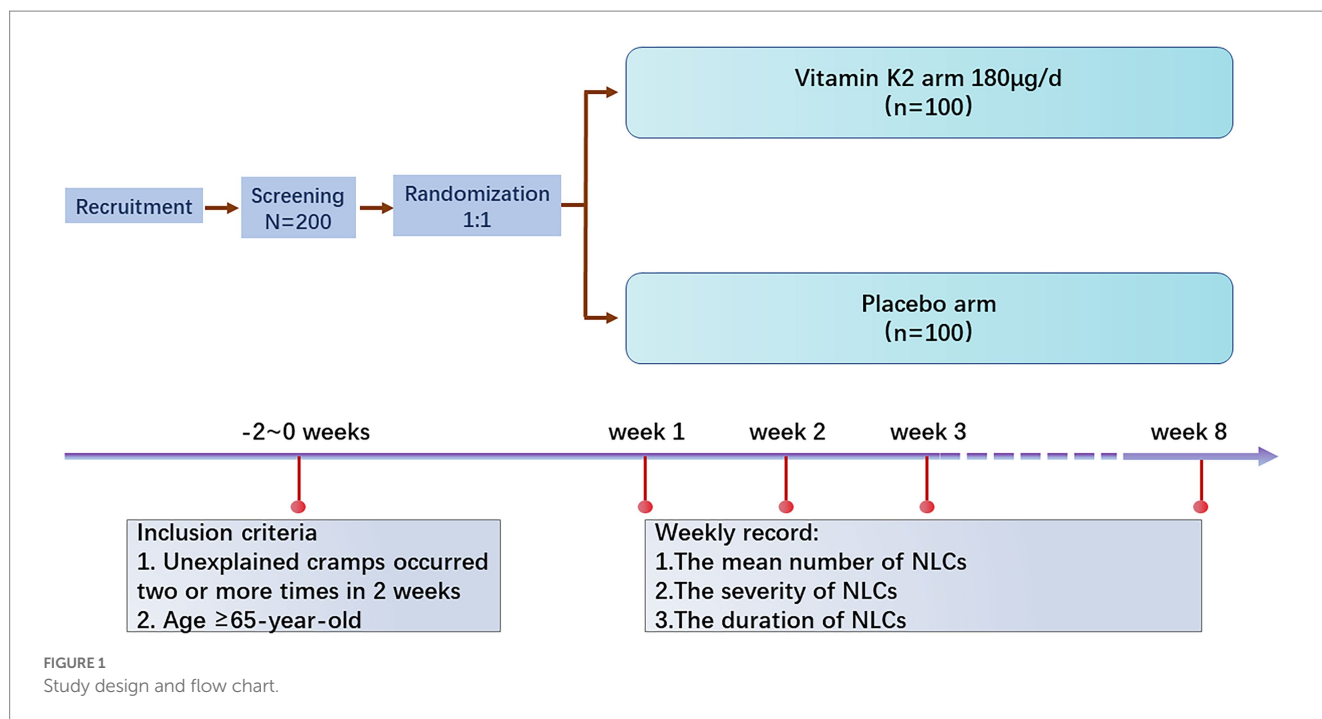 Vitamin K2 arm 180μg/d
(n=100)
Recruitment
Screening
N=200
Randomization
1:1
Placebo arm
(n=100)
-2~0 weeks
week 1
week 2
week 3
week 8
Inclusion criteria
1. Unexplained cramps occurred
two or more times in 2 weeks
2. Age ≥65-year-old
Weekly record:
1.The mean number of NLCs
2.The severity of NLCs
3.The duration of NLCs
FIGURE 1
Study design and flow chart.